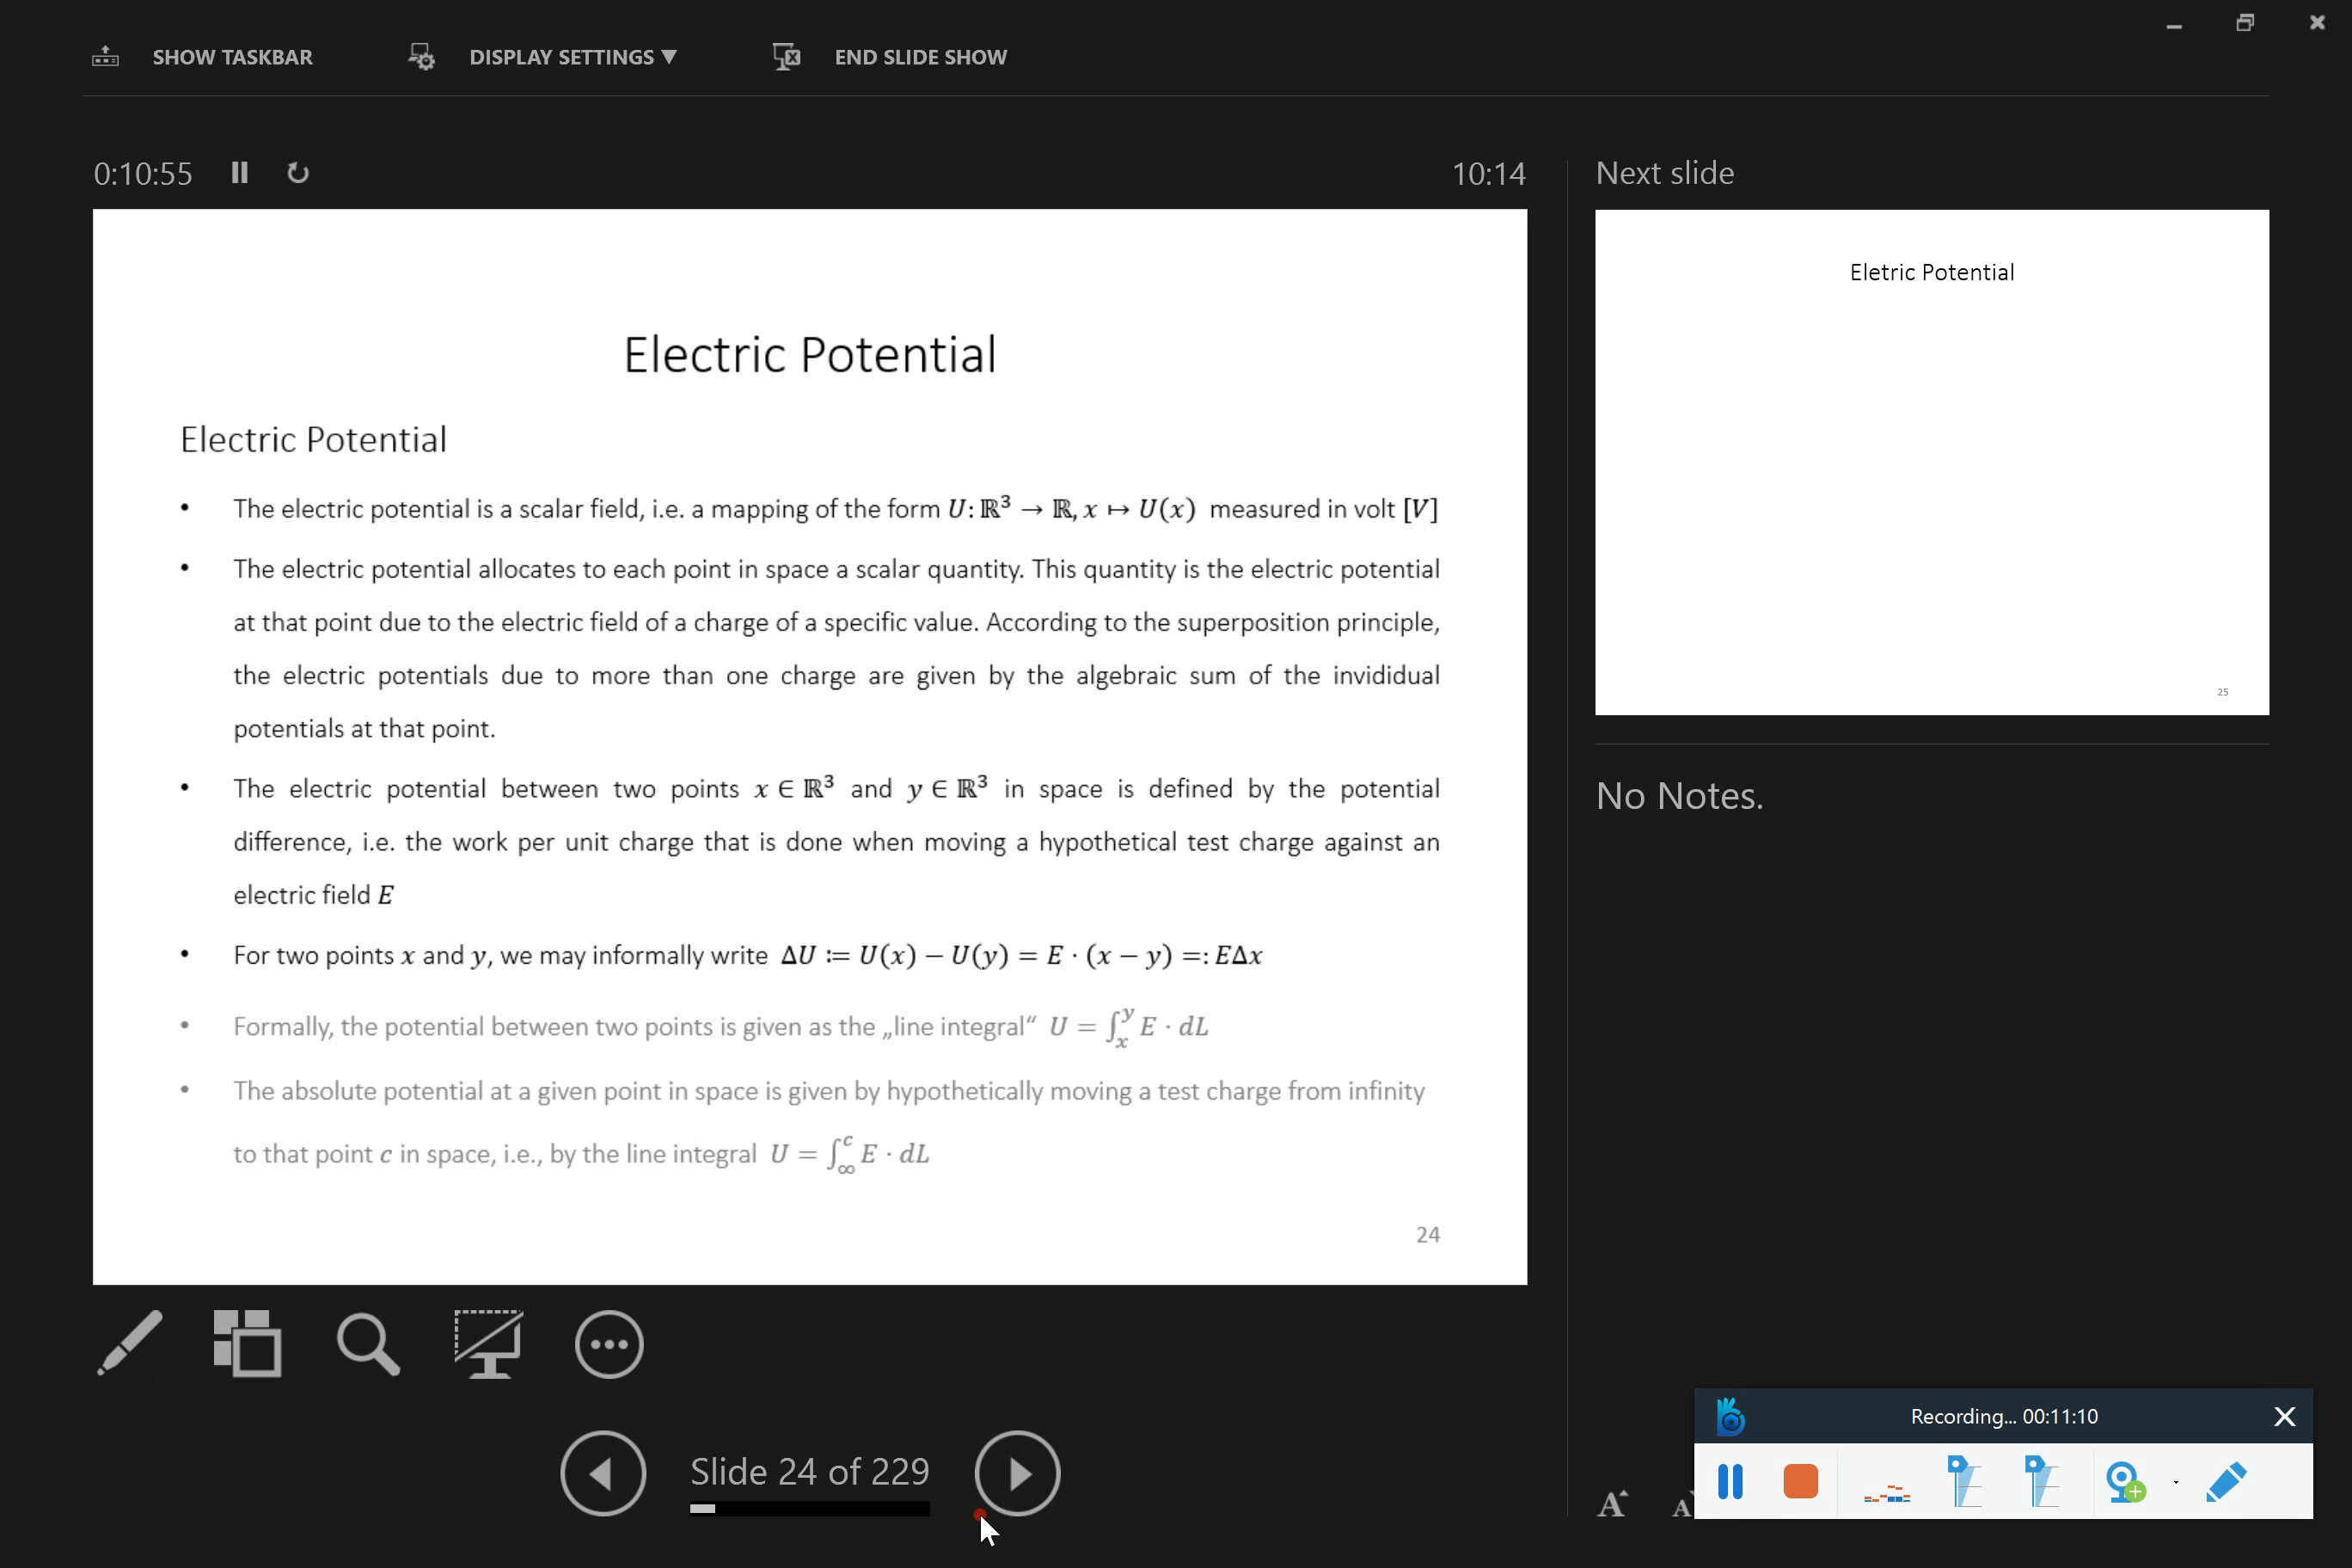 SHOW TASKBAR
DISPLAY SETTINGS ▼
END SLIDE SHOW
0:10:55
10:14
Next slide
Electric Potential
Electric Potential
• The electric potential is a scalar field, i.e. a mapping of the form U: ℝ³ → ℝ, x ↦ U(x) measured in volt [V]
• The electric potential allocates to each point in space a scalar quantity. This quantity is the electric potential
at that point due to the electric field of a charge of a specific value. According to the superposition principle,
the electric potentials due to more than one charge are given by the algebraic sum of the invididual
potentials at that point.
• The electric potential between two points x ∈ ℝ³ and y ∈ ℝ³ in space is defined by the potential
difference, i.e. the work per unit charge that is done when moving a hypothetical test charge against an
electric field E
• For two points x and y, we may informally write ΔU := U(x) − U(y) = E · (x − y) =: EΔx
• Formally, the potential between two points is given as the „line integral“ U = ∫ₓʸ E · dL
• The absolute potential at a given point in space is given by hypothetically moving a test charge from infinity
to that point c in space, i.e., by the line integral U = ∫_∞^c E · dL
24
Eletric Potential
25
No Notes.
Slide 24 of 229
A
A
Recording... 00:11:10